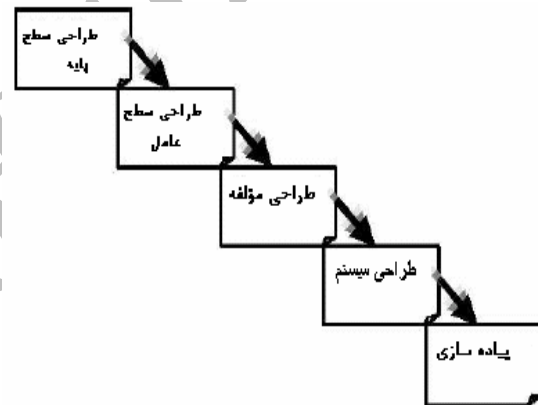 طراحی سطح
پایه
طراحی سطح
عامل
طراحی مؤلفه
طراحی سیستم
پیاده سازی